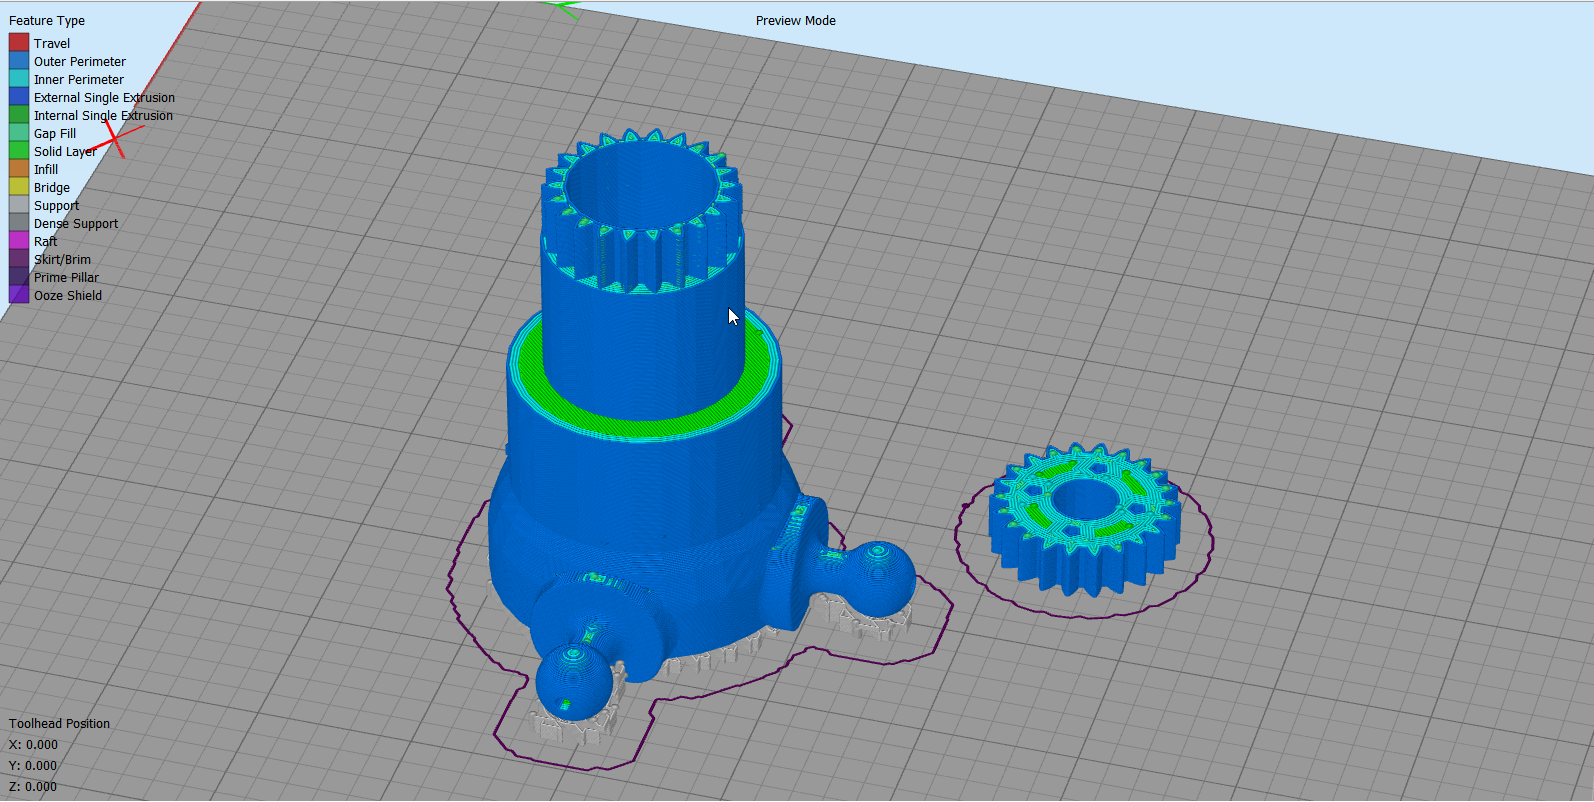 Feature Type
Preview Mode
Travel
Outer Perimeter
Inner Perimeter
External Single Extrusion
Internal Single Extrusion
Gap Fill
Solid Layer
Infill
Bridge
Support
Dense Support
Raft
Skirt/Brim
Prime Pillar
Ooze Shield
Toolhead Position
X: 0.000
Y: 0.000
Z: 0.000